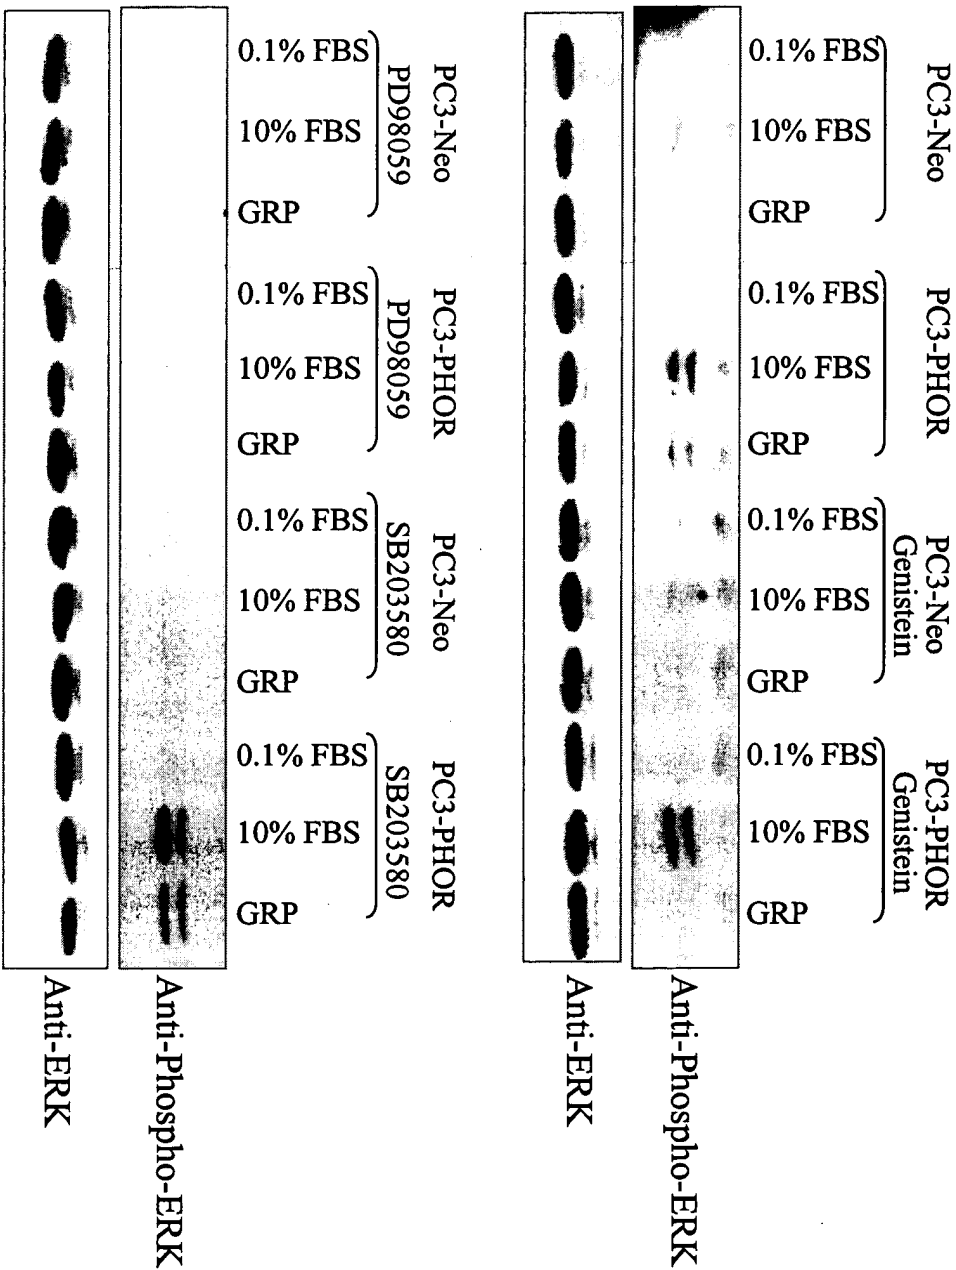 PC3-Neo
PC3-PHOR
PC3-Neo
Genistein
PC3-PHOR
Genistein
0.1% FBS
10% FBS
GRP
0.1% FBS
10% FBS
GRP
0.1% FBS
10% FBS
GRP
0.1% FBS
10% FBS
GRP
Anti-Phospho-ERK
Anti-ERK
PC3-Neo
PD98059
PC3-PHOR
PD98059
PC3-Neo
SB203580
PC3-PHOR
SB203580
0.1% FBS
10% FBS
GRP
0.1% FBS
10% FBS
GRP
0.1% FBS
10% FBS
GRP
0.1% FBS
10% FBS
GRP
Anti-Phospho-ERK
Anti-ERK